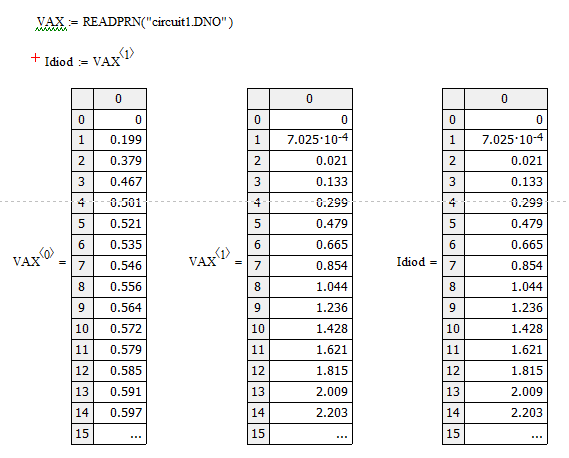 VAX := READPRN("circuit1.DNO")
Idiod := VAX⟨1⟩
0 0 0
0 0 0 0 0 0
1 0.199 1 7.025·10-4 1 7.025·10-4
2 0.379 2 0.021 2 0.021
3 0.467 3 0.133 3 0.133
4 0.501 4 0.299 4 0.299
5 0.521 5 0.479 5 0.479
6 0.535 6 0.665 6 0.665
VAX⟨0⟩ = 7 0.546 VAX⟨1⟩ = 7 0.854 Idiod = 7 0.854
8 0.556 8 1.044 8 1.044
9 0.564 9 1.236 9 1.236
10 0.572 10 1.428 10 1.428
11 0.579 11 1.621 11 1.621
12 0.585 12 1.815 12 1.815
13 0.591 13 2.009 13 2.009
14 0.597 14 2.203 14 2.203
15 ... 15 ... 15 ...